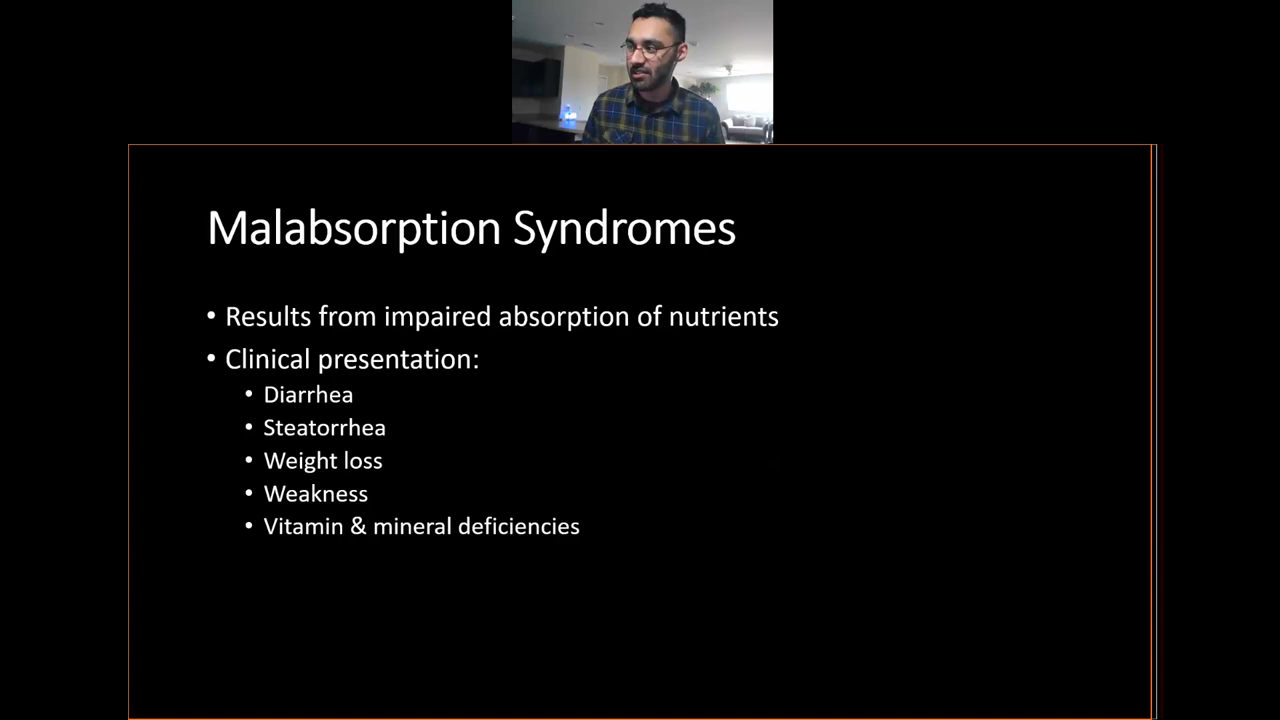 Malabsorption Syndromes
• Results from impaired absorption of nutrients
• Clinical presentation:
• Diarrhea
• Steatorrhea
• Weight loss
• Weakness
• Vitamin & mineral deficiencies